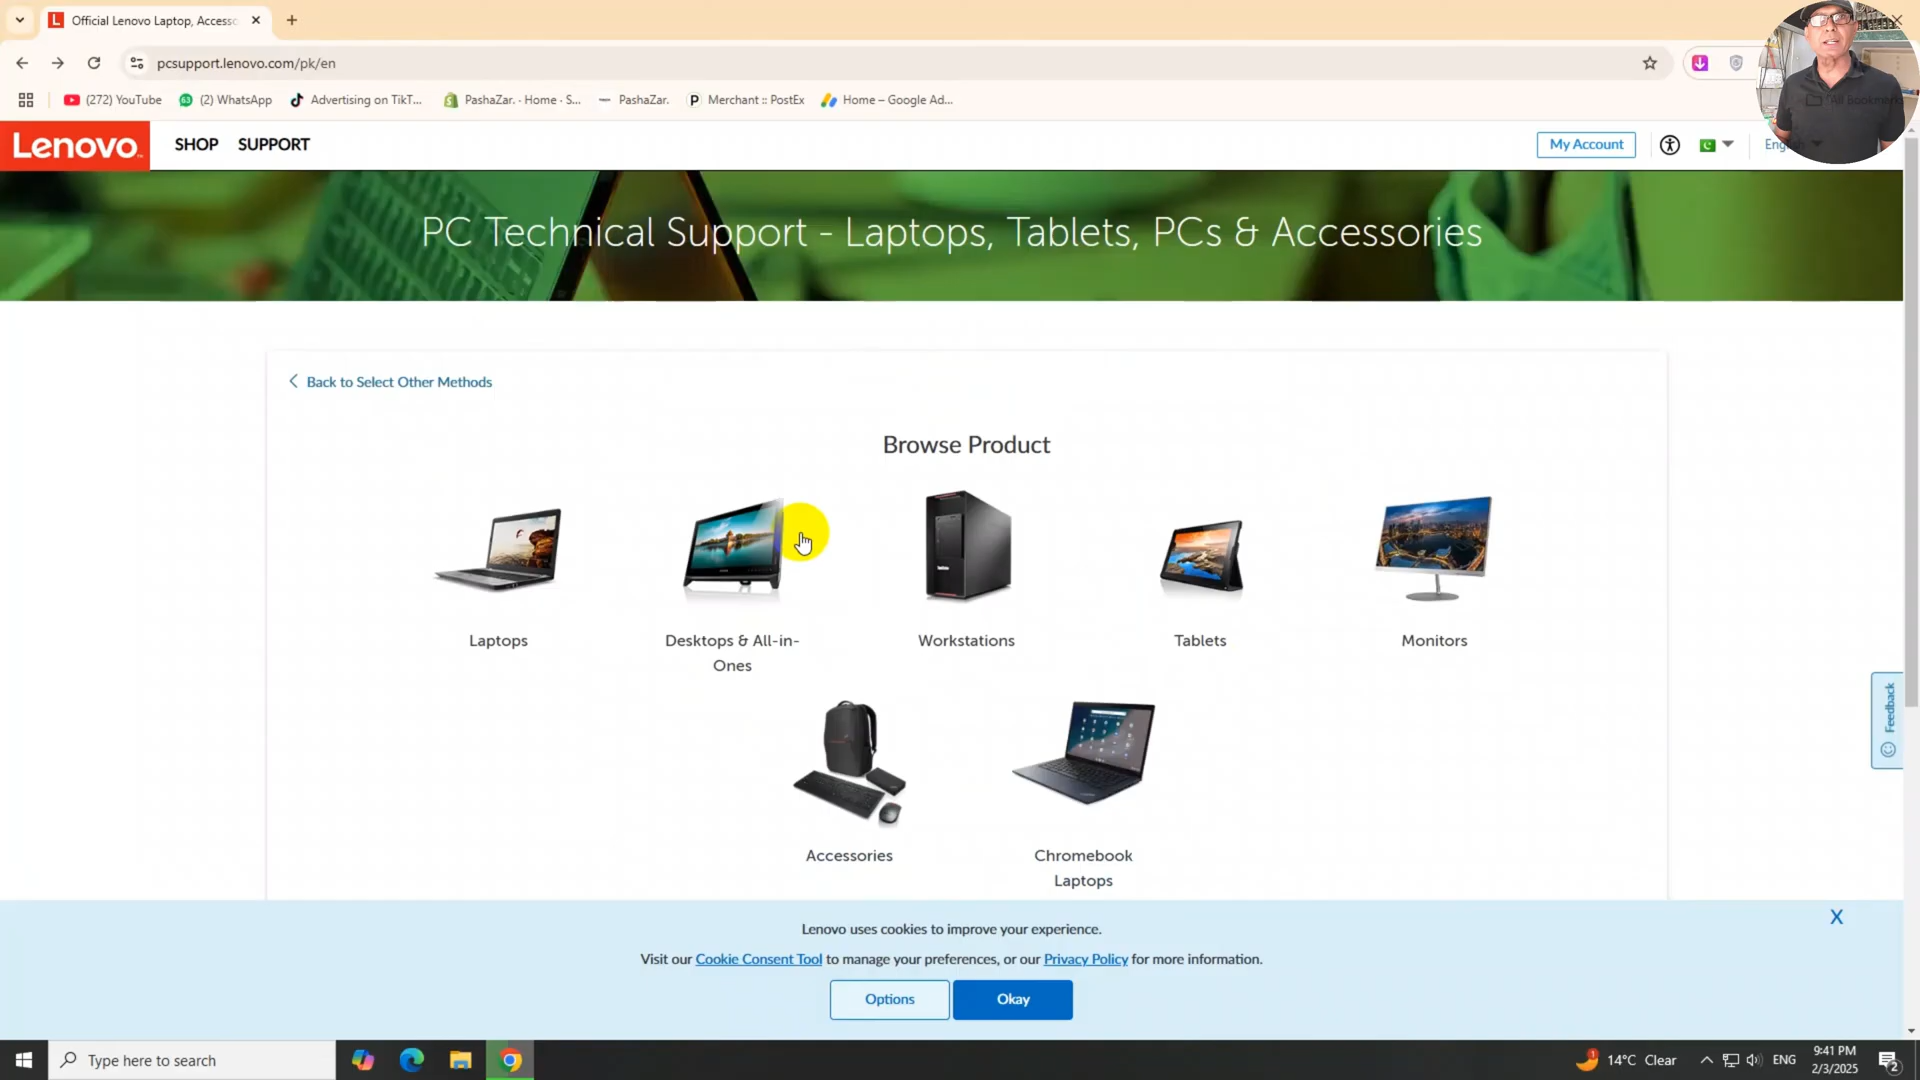 Official Lenovo Laptop, Access
pcsupport.lenovo.com/pk/en
(272) YouTube
(2) WhatsApp
Advertising on TikT...
PashaZar. · Home · S...
PashaZar.
Merchant :: PostEx
Home – Google Ad...
All Bookmarks
Lenovo
SHOP
SUPPORT
My Account
English
PC Technical Support - Laptops, Tablets, PCs & Accessories
Back to Select Other Methods
Browse Product
Laptops
Desktops & All-in-
Ones
Workstations
Tablets
Monitors
Accessories
Chromebook
Laptops
Feedback
X
Lenovo uses cookies to improve your experience.
Visit our Cookie Consent Tool to manage your preferences, or our Privacy Policy for more information.
Options
Okay
Type here to search
14°C Clear
ENG
9:41 PM
2/3/2025
2